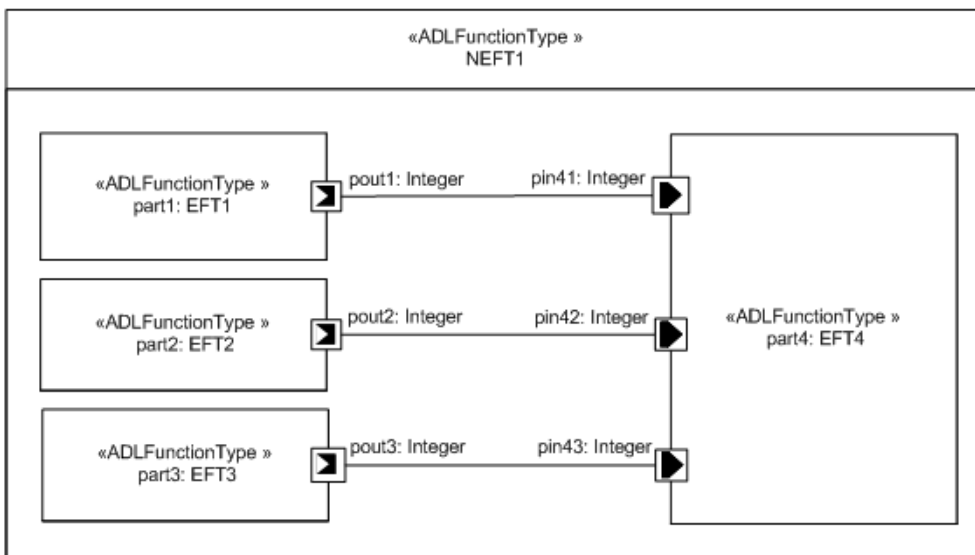 «ADLFunctionType »
NEFT1
«ADLFunctionType »
part1: EFT1
pout1: Integer
pin41: Integer
«ADLFunctionType »
part2: EFT2
pout2: Integer
pin42: Integer
«ADLFunctionType »
part4: EFT4
«ADLFunctionType »
part3: EFT3
pout3: Integer
pin43: Integer